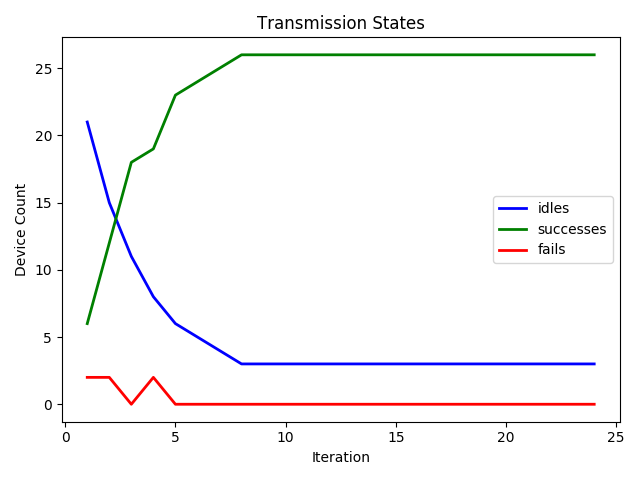 Transmission States
Device Count
25
20
15
10
5
0
idles
successes
fails
0 5 10 15 20 25
Iteration